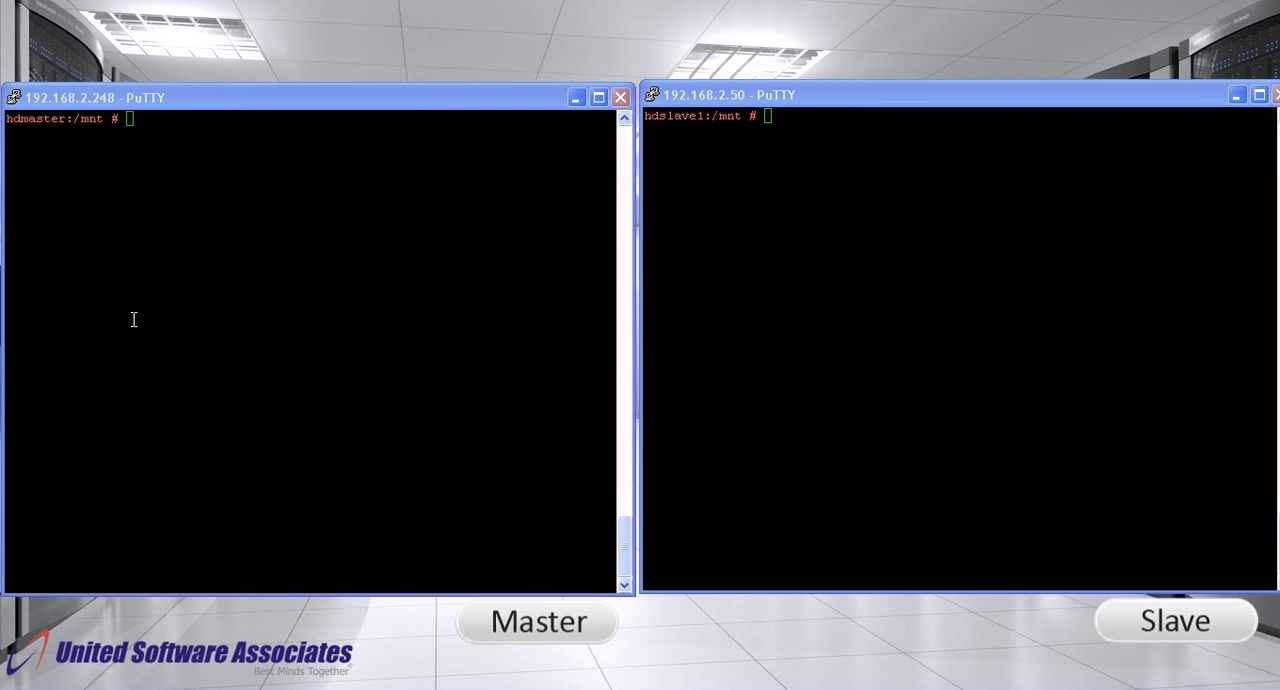 192.168.2.248 - PuTTY
hdmaster:/mnt #
192.168.2.50 - PuTTY
hdslave1:/mnt #
Master
Slave
United Software Associates
Best Minds Together